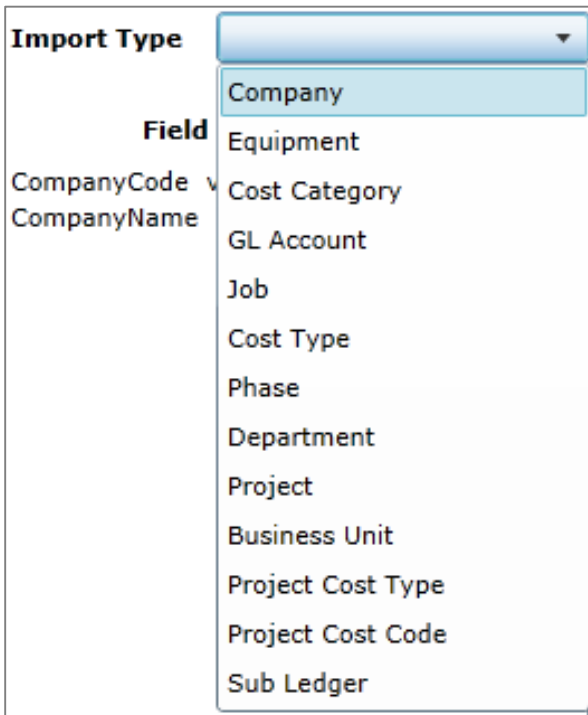 Import Type
Company
Field
Equipment
CompanyCode v
Cost Category
CompanyName
GL Account
Job
Cost Type
Phase
Department
Project
Business Unit
Project Cost Type
Project Cost Code
Sub Ledger